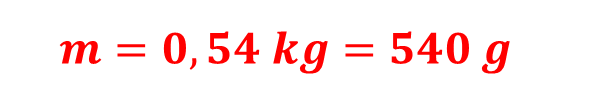 m = 0,54 kg = 540 g